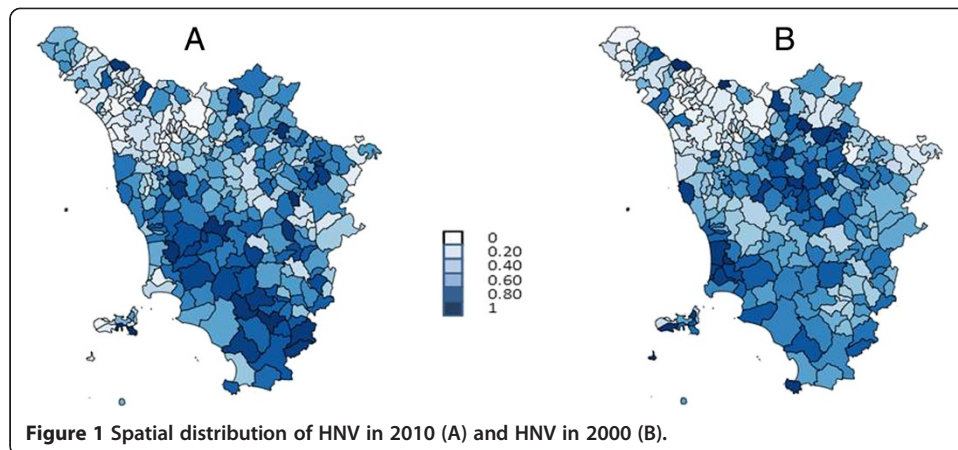 A
B
0
0.20
0.40
0.60
0.80
1
Figure 1 Spatial distribution of HNV in 2010 (A) and HNV in 2000 (B).